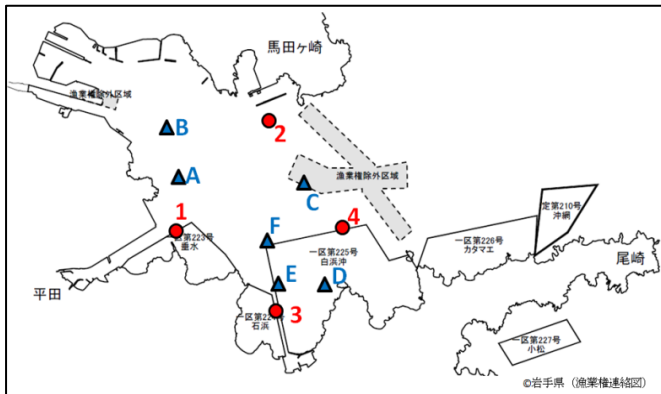 馬田ヶ崎
漁業権除外区域
B
2
A
漁業権除外区域
C
定第210号
沖網
1
4
区第223号
垂水
F
一区第225号
白浜沖
一区第226号
カタマエ
尾崎
平田
E
D
3
一区第22
石浜
一区第227号
小松
©岩手県（漁業権連絡図）